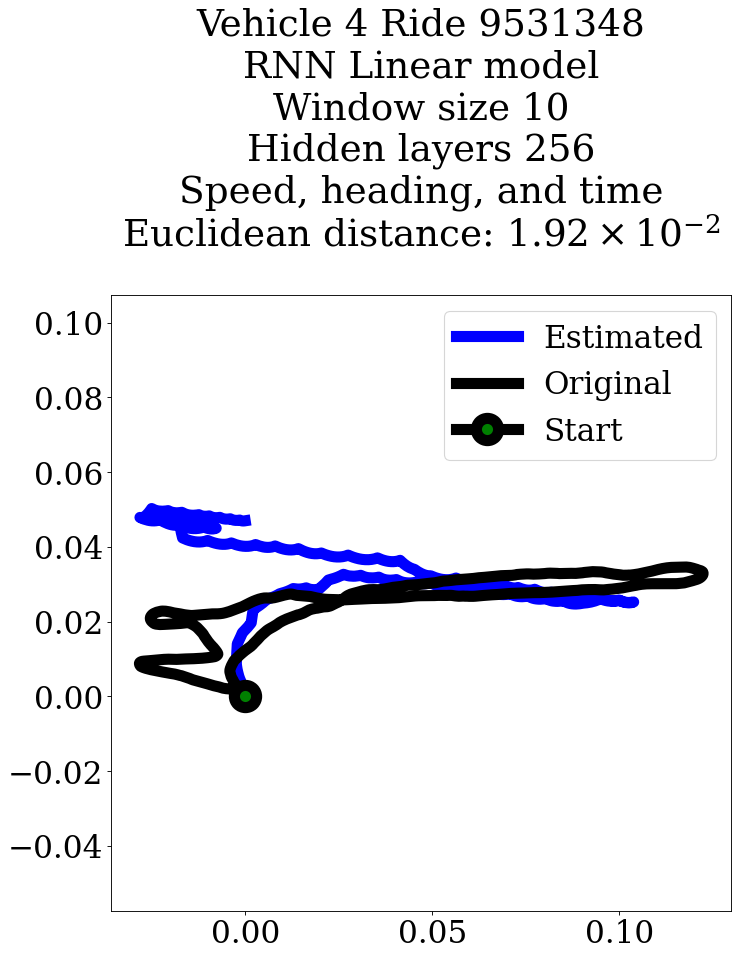 Vehicle 4 Ride 9531348
RNN Linear model
Window size 10
Hidden layers 256
Speed, heading, and time
Euclidean distance: 1.92 × 10⁻²
Estimated
Original
Start
0.10
0.08
0.06
0.04
0.02
0.00
−0.02
−0.04
0.00 0.05 0.10